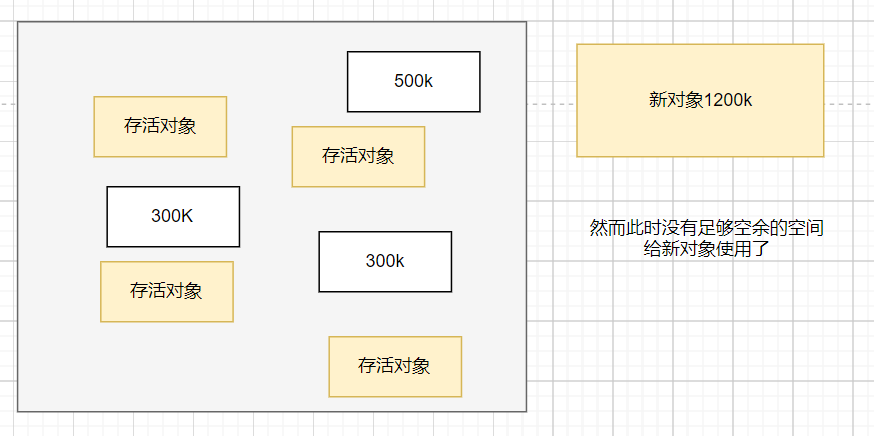 500k
存活对象
存活对象
300K
300k
存活对象
存活对象
新对象1200k
然而此时没有足够空余的空间
给新对象使用了